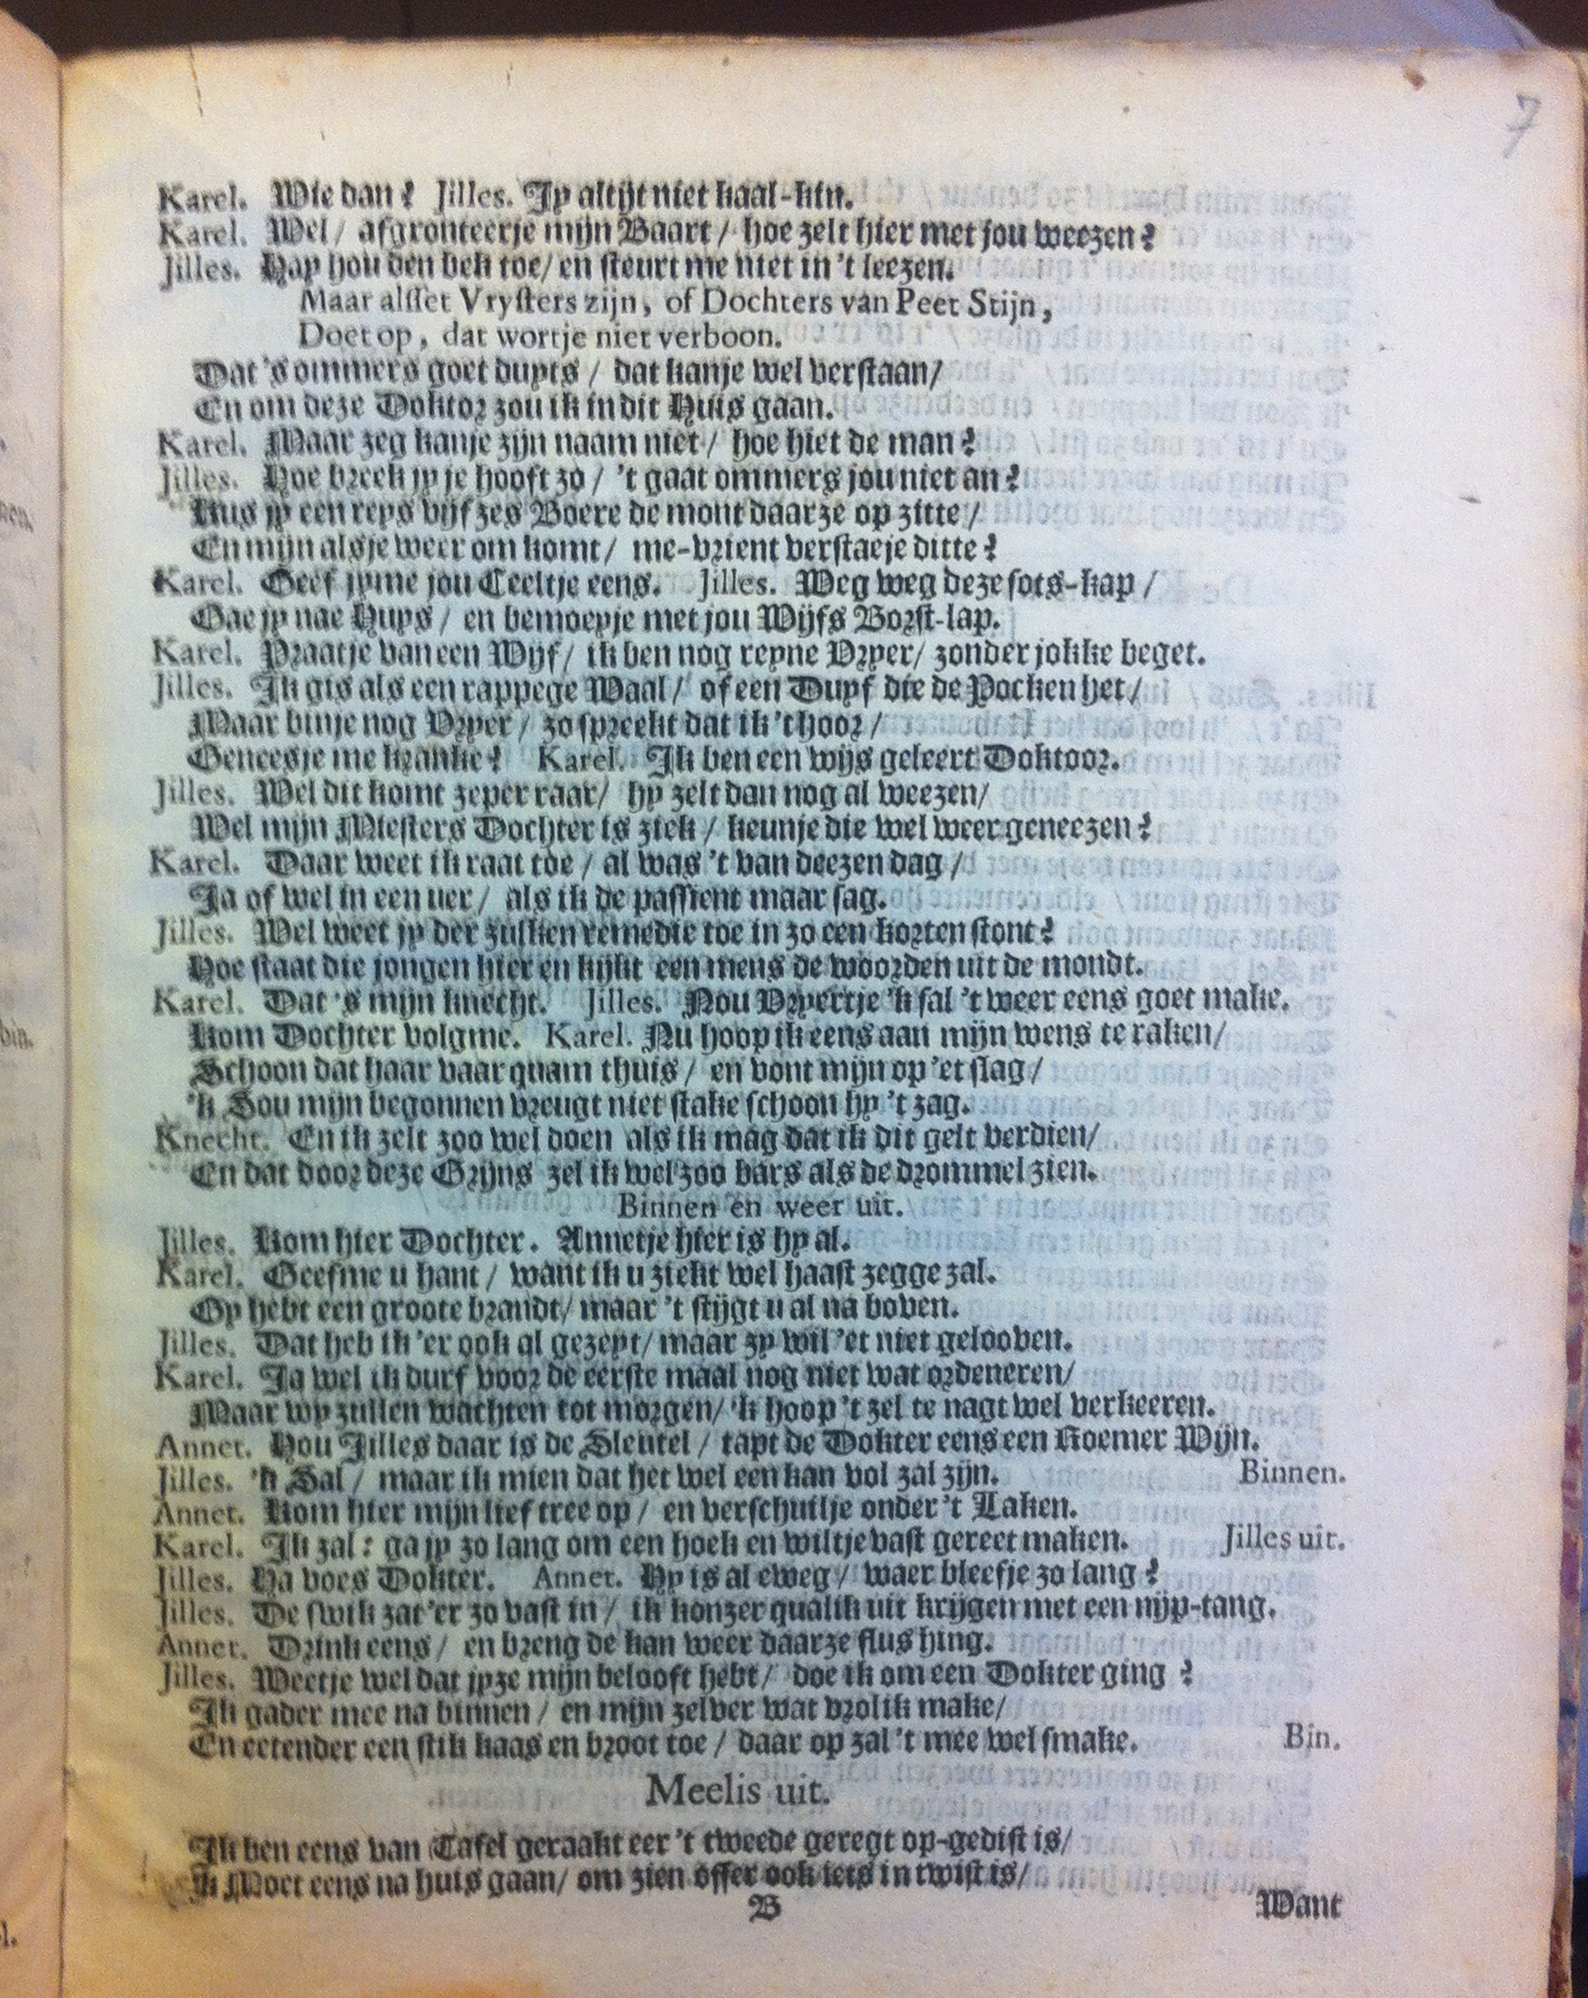 7
Karel. Wie dan? Jilles. Jy altijt niet kaal-kin.
Karel. Wel / afgronteerje mijn Baart / hoe zelt hier met jou weezen?
Jilles. Hay hou den bek toe / en steurt me niet in 't leezen.
Maar alsset Vrysters zijn, of Dochters van Peet Stijn,
Doet op, dat wortje niet verboon.
Dat 's ommers goet duyts / dat kanje wel verstaan /
En om deze Doktor zou ik in dit Huis gaan.
Karel. Maar zeg kanje zijn naam niet / hoe hiet de man?
Jilles. Hoe breek jy je hooft zo / 't gaat ommers jou niet an?
Kus jy een reys vijf zes Boere de mont daarze op zitte /
En mijn alsje weer om komt / me-vrient verstaeje ditte?
Karel. Geef jyme jou Ceeltje eens. Jilles. Weg weg deze sots-kap /
Gae jy nae Huys / en bemoeyje met jou Wijfs Borst-lap.
Karel. Praatje van een Wijf / ik ben nog reyne Vryer / zonder jokke beget.
Jilles. Ik gis als een rappege Waal / of een Duyf die de Pocken het /
Maar binje nog Vryer / zo spreekt dat ik 't hoor /
Geneesje me kranke? Karel. Ik ben een wijs geleert Doktoor.
Jilles. Wel dit komt zeper raar / hy zelt dan nog al weezen /
Wel mijn Miesters Dochter is ziek / keunje die wel weer geneezen?
Karel. Daar weet ik raat toe / al was 't van deezen dag /
Ja of wel in een uer / als ik de passient maar sag.
Jilles. Wel weet jy der zulken remedie toe in zo een korten stont?
Hoe staat die jongen hier en kijkt een mens de woorden uit de mondt.
Karel. Dat 's mijn knecht. Jilles. Nou Vryertje 'k sal 't weer eens goet make.
Kom Dochter volgme. Karel. Nu hoop ik eens aan mijn wens te raken /
Schoon dat haar vaar quam thuis / en vont mijn op 'et slag /
'k Sou mijn begonnen vreugt niet stake schoon hy 't zag.
Knecht. En ik zelt zoo wel doen als ik mag dat ik dit gelt verdien /
En dat door deze Grijns zel ik wel zoo bars als de drommel zien.
Binnen en weer uit.
Jilles. Kom hier Dochter. Annetje hier is hy al.
Karel. Geefme u hant / want ik u ziekt wel haast zegge zal.
Gy hebt een groote brandt / maar 't stijgt u al na boven.
Jilles. Dat heb ik 'er ook al gezeyt / maar zy wil 'et niet gelooven.
Karel. Ja wel ik durf voor de eerste maal nog niet wat ordeneren /
Maar wy zullen wachten tot morgen / 'k hoop 't zel te nagt wel verkeeren.
Annet. Hou Jilles daar is de Sleutel / tapt de Dokter eens een Roemer Wijn.
Jilles. 'k Sal / maar ik mien dat het wel een kan vol zal zijn. Binnen.
Annet. Kom hier mijn lief tree op / en verschuilje onder 't Laken.
Karel. Ik zal: ga jy zo lang om een hoek en wiltje vast gereet maken. Jilles uit.
Jilles. Ha voes Dokter. Annet. Hy is al eweg / waer bleefje zo lang?
Jilles. De swik zat 'er zo vast in / ik konzer qualik uit krijgen met een nijp-tang.
Annet. Drink eens / en breng de kan weer daarze flus hing.
Jilles. Weetje wel dat jyze mijn belooft hebt / doe ik om een Dokter ging?
Ik gader mee na binnen / en mijn zelver wat vrolik make /
En eetender een stik kaas en broot toe / daar op zal 't mee wel smake. Bin.
Meelis uit.
Ik ben eens van Tafel geraakt eer 't tweede geregt op-gedist is /
Ik Moet eens na huis gaan / om zien offer ook iets in twist is /
B Want